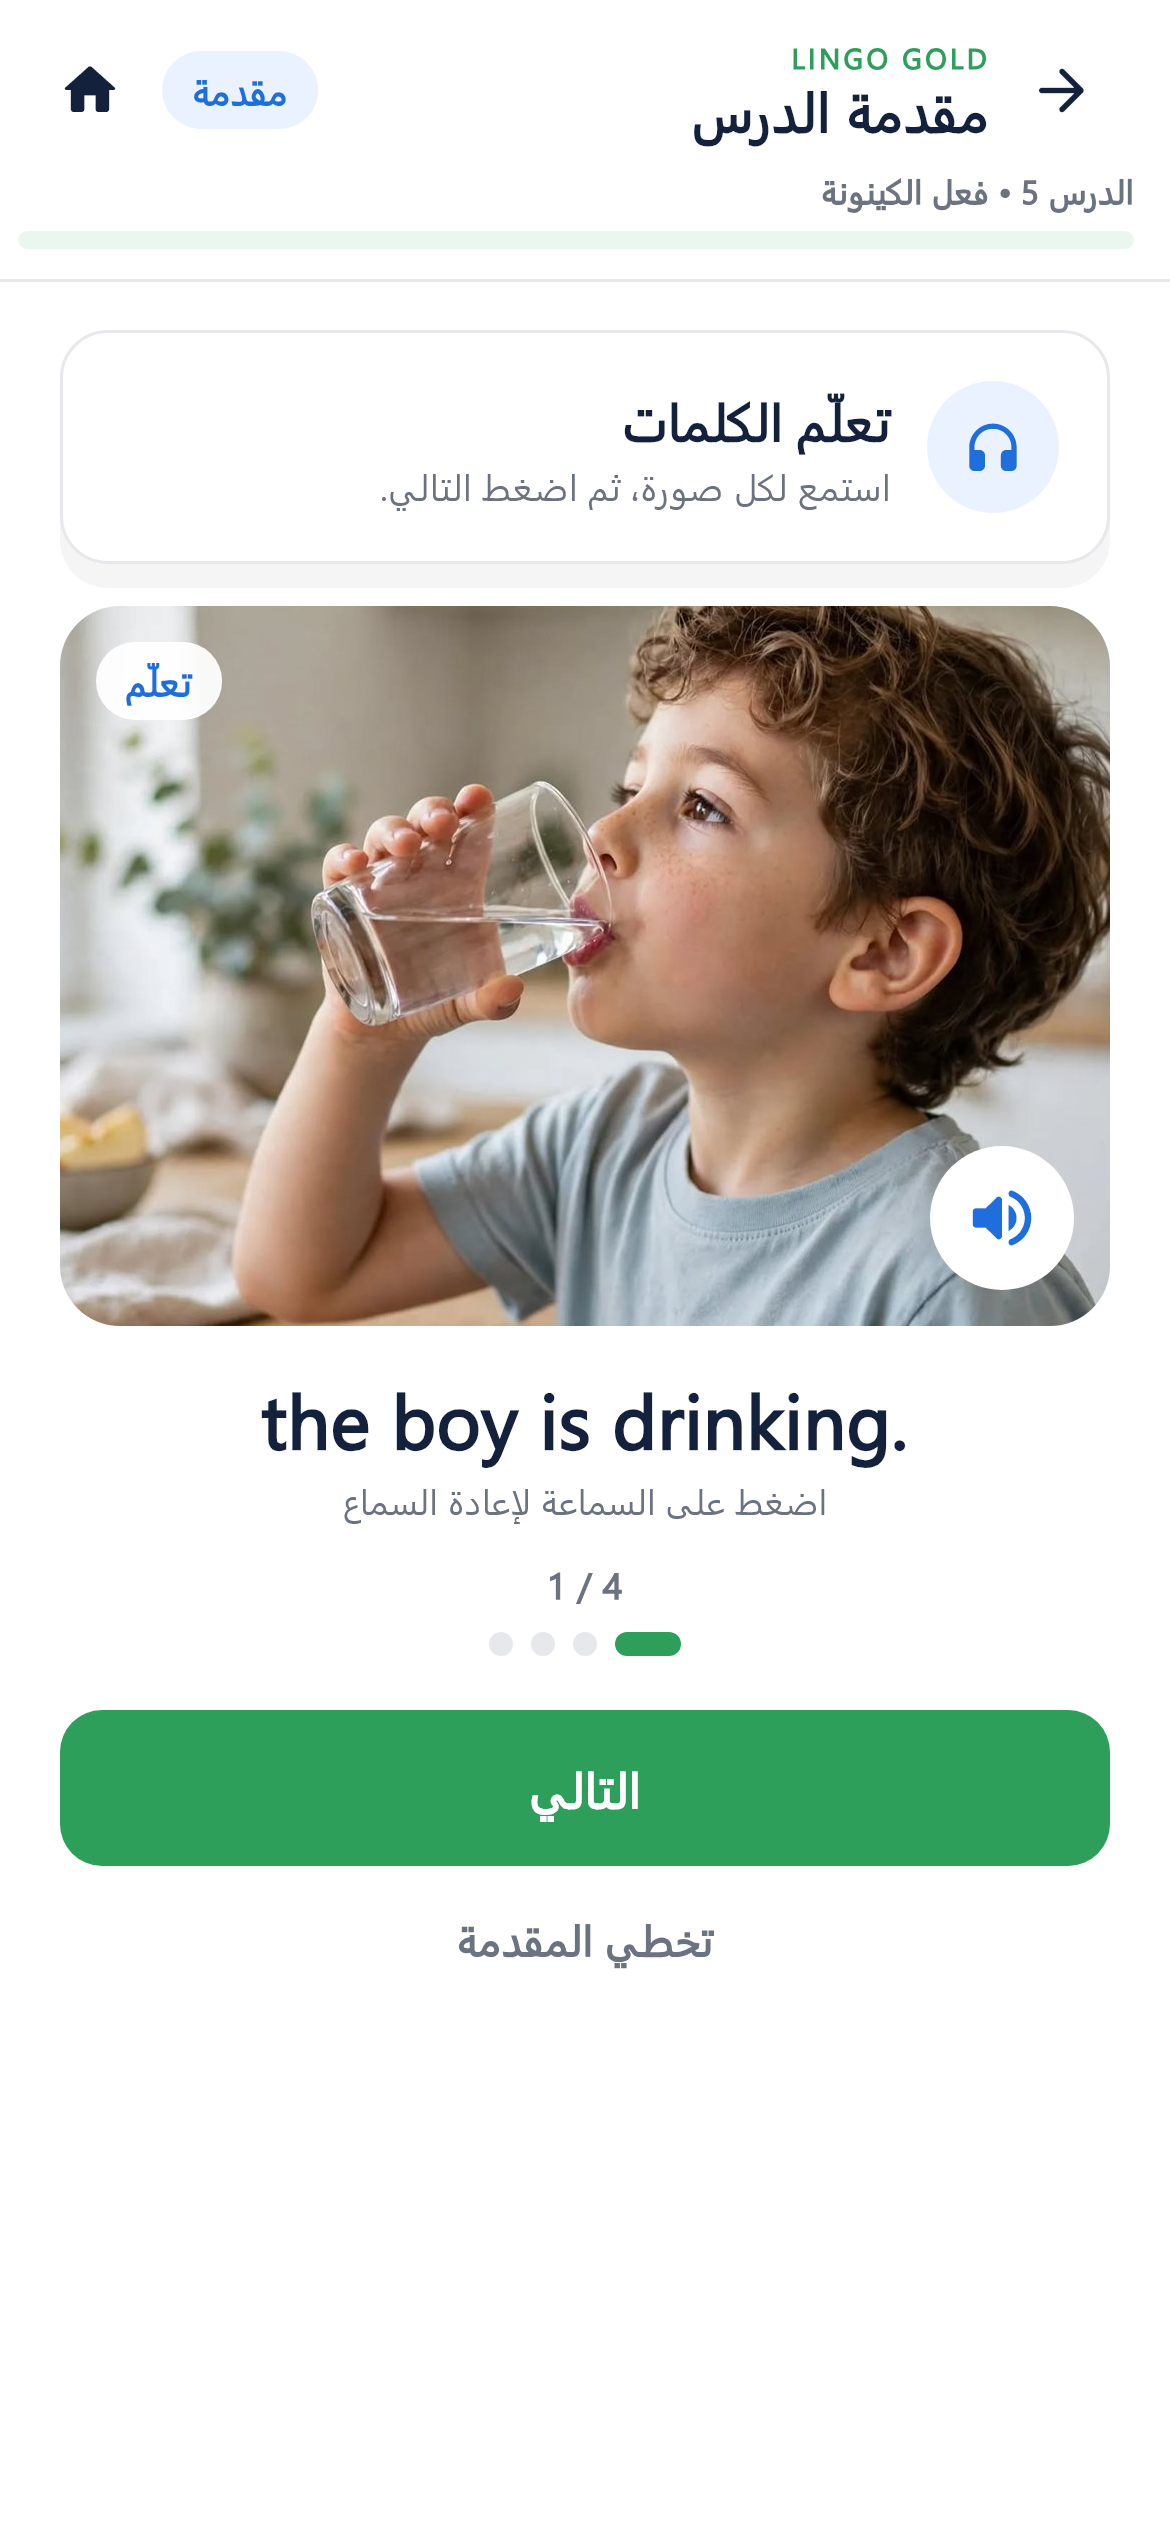 LINGO GOLD
مقدمة الدرس
مقدمة
الدرس 5 • فعل الكينونة
تعلّم الكلمات
استمع لكل صورة، ثم اضغط التالي.
تعلّم
the boy is drinking.
اضغط على السماعة لإعادة السماع
1 / 4
التالي
تخطي المقدمة